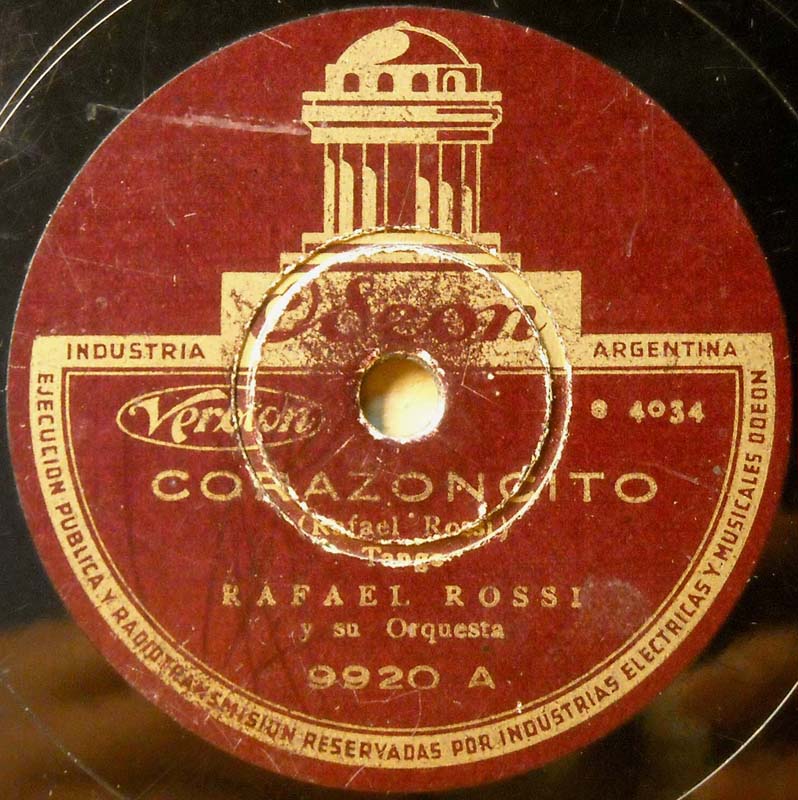 Odeon
INDUSTRIA ARGENTINA
Vermon
e 4034
CORAZONCITO
(Rafael Rossi)
Tango
RAFAEL ROSSI
y su Orquesta
9920 A
EJECUCION PUBLICA Y RADIOTRANSMISION RESERVADAS POR INDUSTRIAS ELECTRICAS Y MUSICALES ODEON